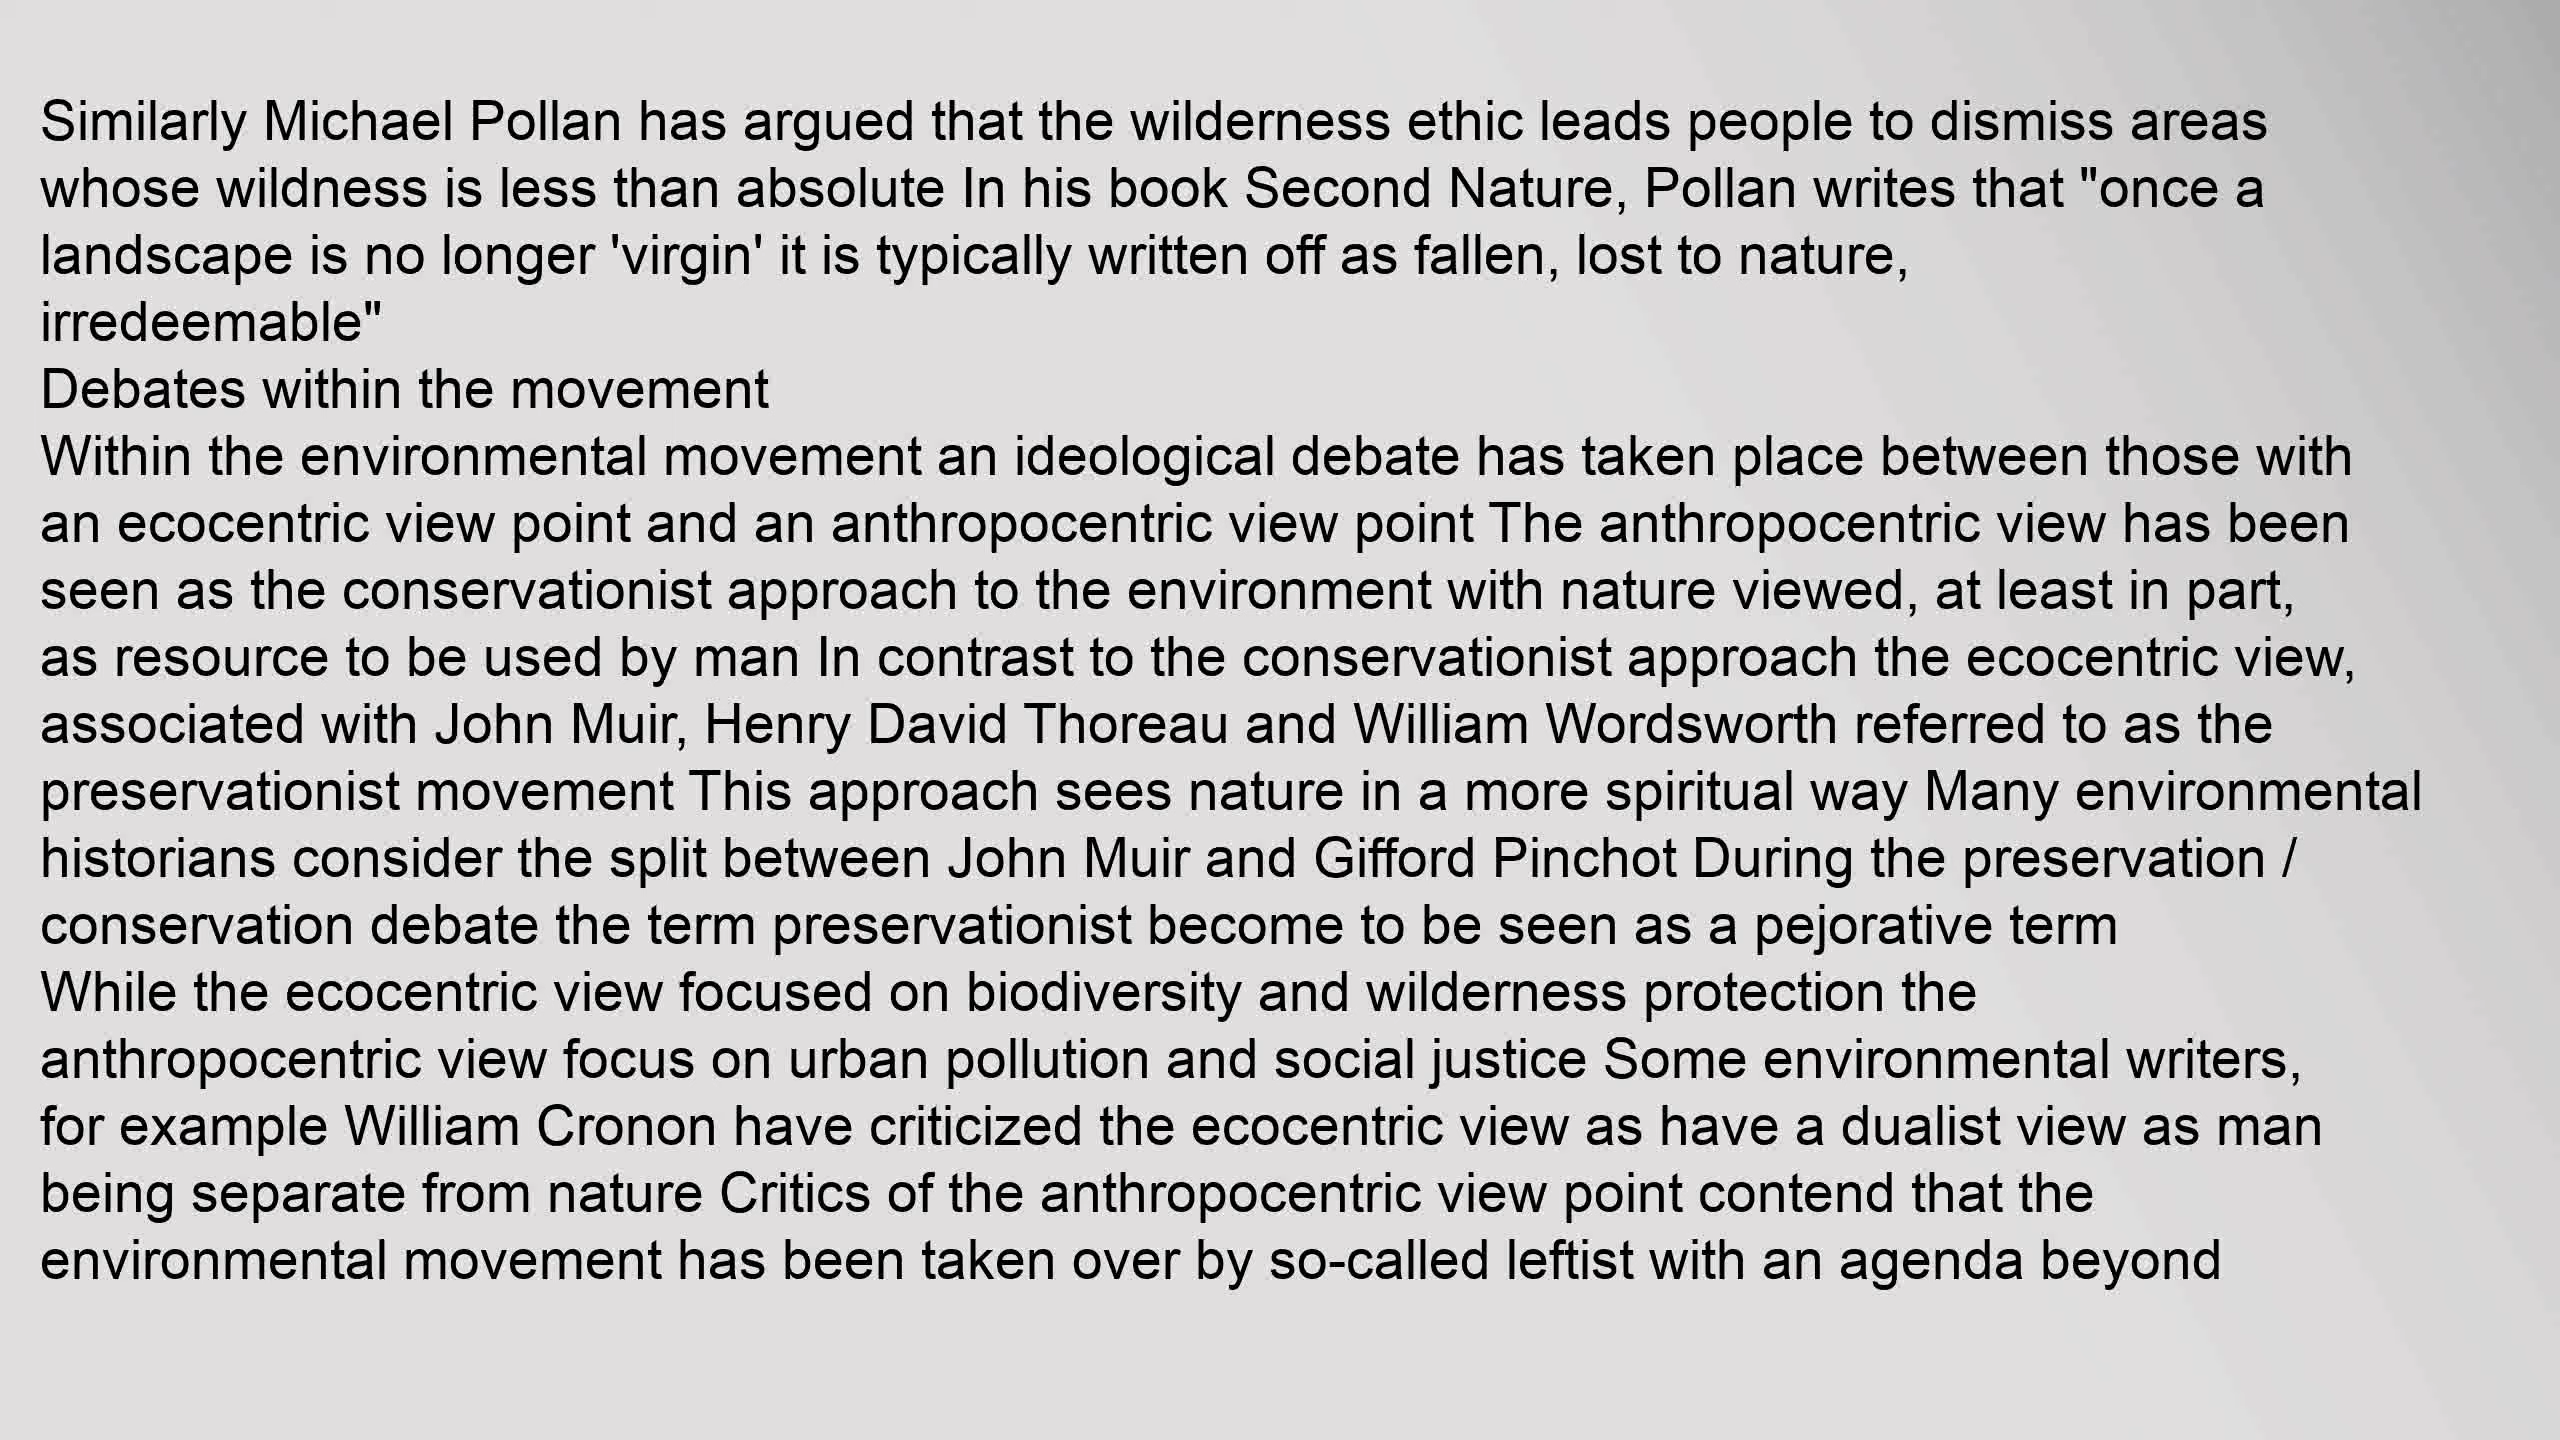 Similarly Michael Pollan has argued that the wilderness ethic leads people to dismiss areas
whose wildness is less than absolute In his book Second Nature, Pollan writes that "once a
landscape is no longer 'virgin' it is typically written off as fallen, lost to nature,
irredeemable"
Debates within the movement
Within the environmental movement an ideological debate has taken place between those with
an ecocentric view point and an anthropocentric view point The anthropocentric view has been
seen as the conservationist approach to the environment with nature viewed, at least in part,
as resource to be used by man In contrast to the conservationist approach the ecocentric view,
associated with John Muir, Henry David Thoreau and William Wordsworth referred to as the
preservationist movement This approach sees nature in a more spiritual way Many environmental
historians consider the split between John Muir and Gifford Pinchot During the preservation /
conservation debate the term preservationist become to be seen as a pejorative term
While the ecocentric view focused on biodiversity and wilderness protection the
anthropocentric view focus on urban pollution and social justice Some environmental writers,
for example William Cronon have criticized the ecocentric view as have a dualist view as man
being separate from nature Critics of the anthropocentric view point contend that the
environmental movement has been taken over by so-called leftist with an agenda beyond